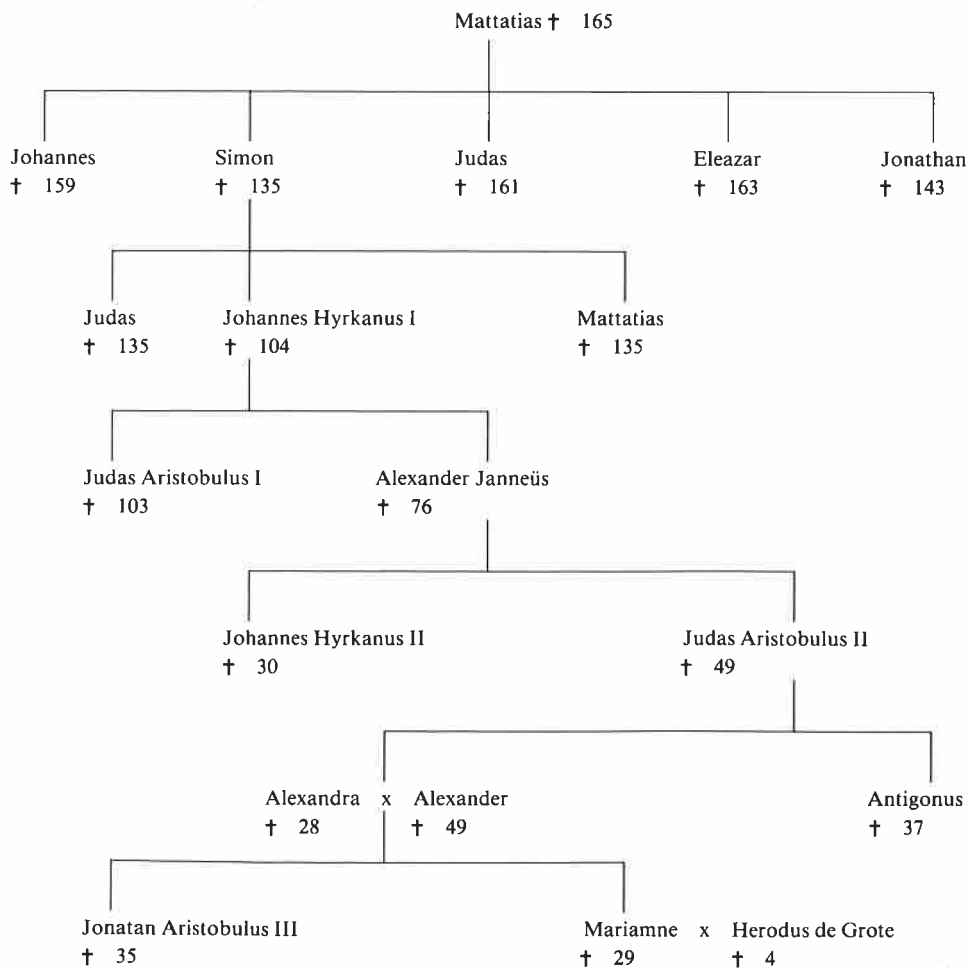 Mattatias † 165
Johannes Simon Judas Eleazar Jonathan
† 159 † 135 † 161 † 163 † 143
Judas Johannes Hyrkanus I Mattatias
† 135 † 104 † 135
Judas Aristobulus I Alexander Janneüs
† 103 † 76
Johannes Hyrkanus II Judas Aristobulus II
† 30 † 49
Alexandra x Alexander Antigonus
† 28 † 49 † 37
Jonatan Aristobulus III Mariamne x Herodus de Grote
† 35 † 29 † 4